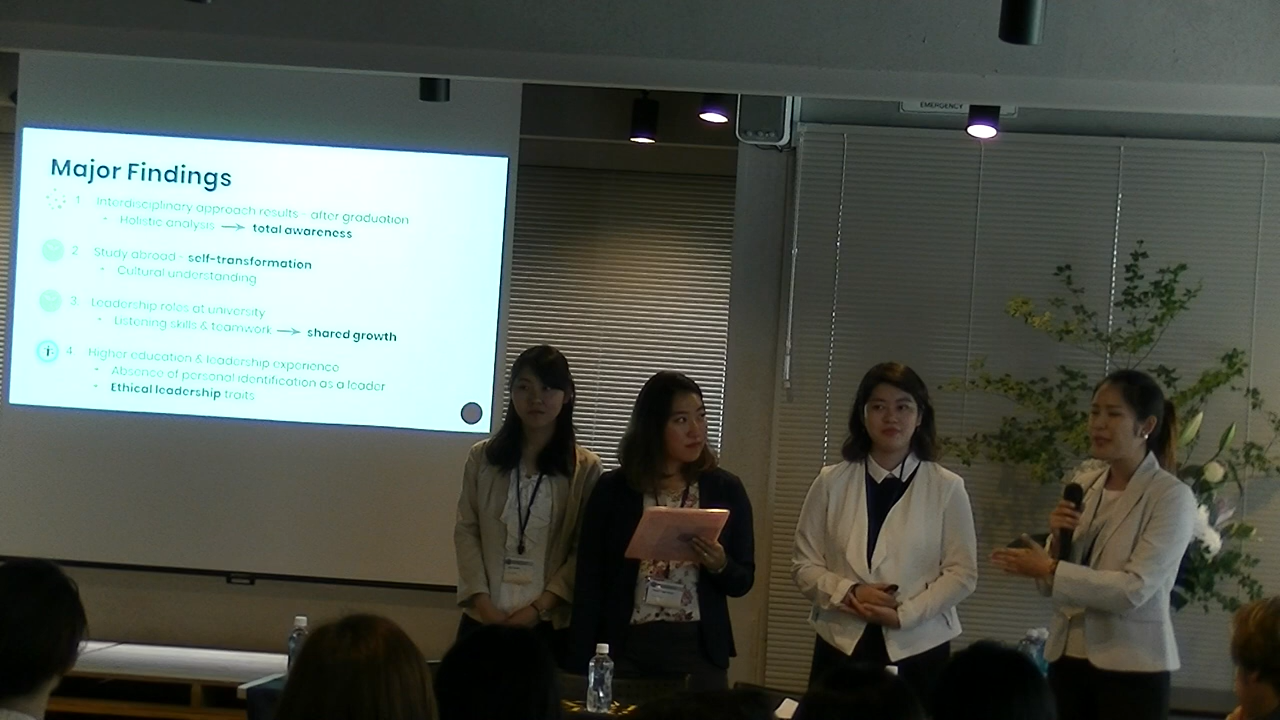 EMERGENCY
Major Findings
1. Interdisciplinary approach results - after graduation
- Holistic analysis → total awareness
2. Study abroad - self-transformation
- Cultural understanding
3. Leadership roles at university
- Listening skills & teamwork → shared growth
4. Higher education & leadership experience
- Absence of personal identification as a leader
- Ethical leadership traits